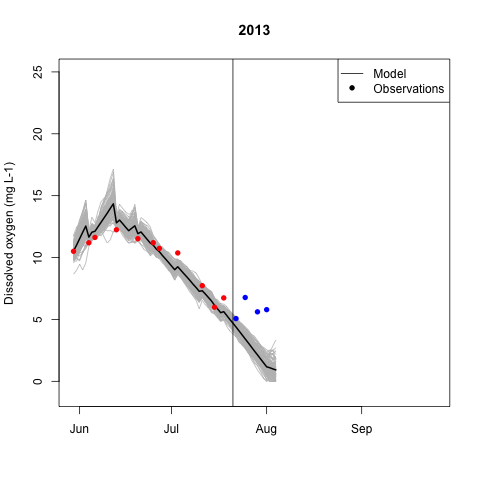 2013
25
20
15
10
5
0
Dissolved oxygen (mg L-1)
Model
Observations
Jun
Jul
Aug
Sep